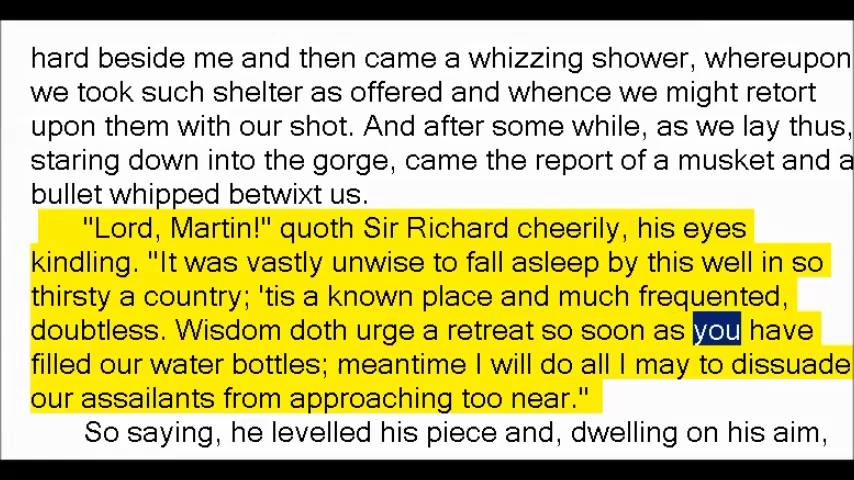 hard beside me and then came a whizzing shower, whereupon
we took such shelter as offered and whence we might retort
upon them with our shot. And after some while, as we lay thus,
staring down into the gorge, came the report of a musket and a
bullet whipped betwixt us.
"Lord, Martin!" quoth Sir Richard cheerily, his eyes
kindling. "It was vastly unwise to fall asleep by this well in so
thirsty a country; 'tis a known place and much frequented,
doubtless. Wisdom doth urge a retreat so soon as you have
filled our water bottles; meantime I will do all I may to dissuade
our assailants from approaching too near."
So saying, he levelled his piece and, dwelling on his aim,